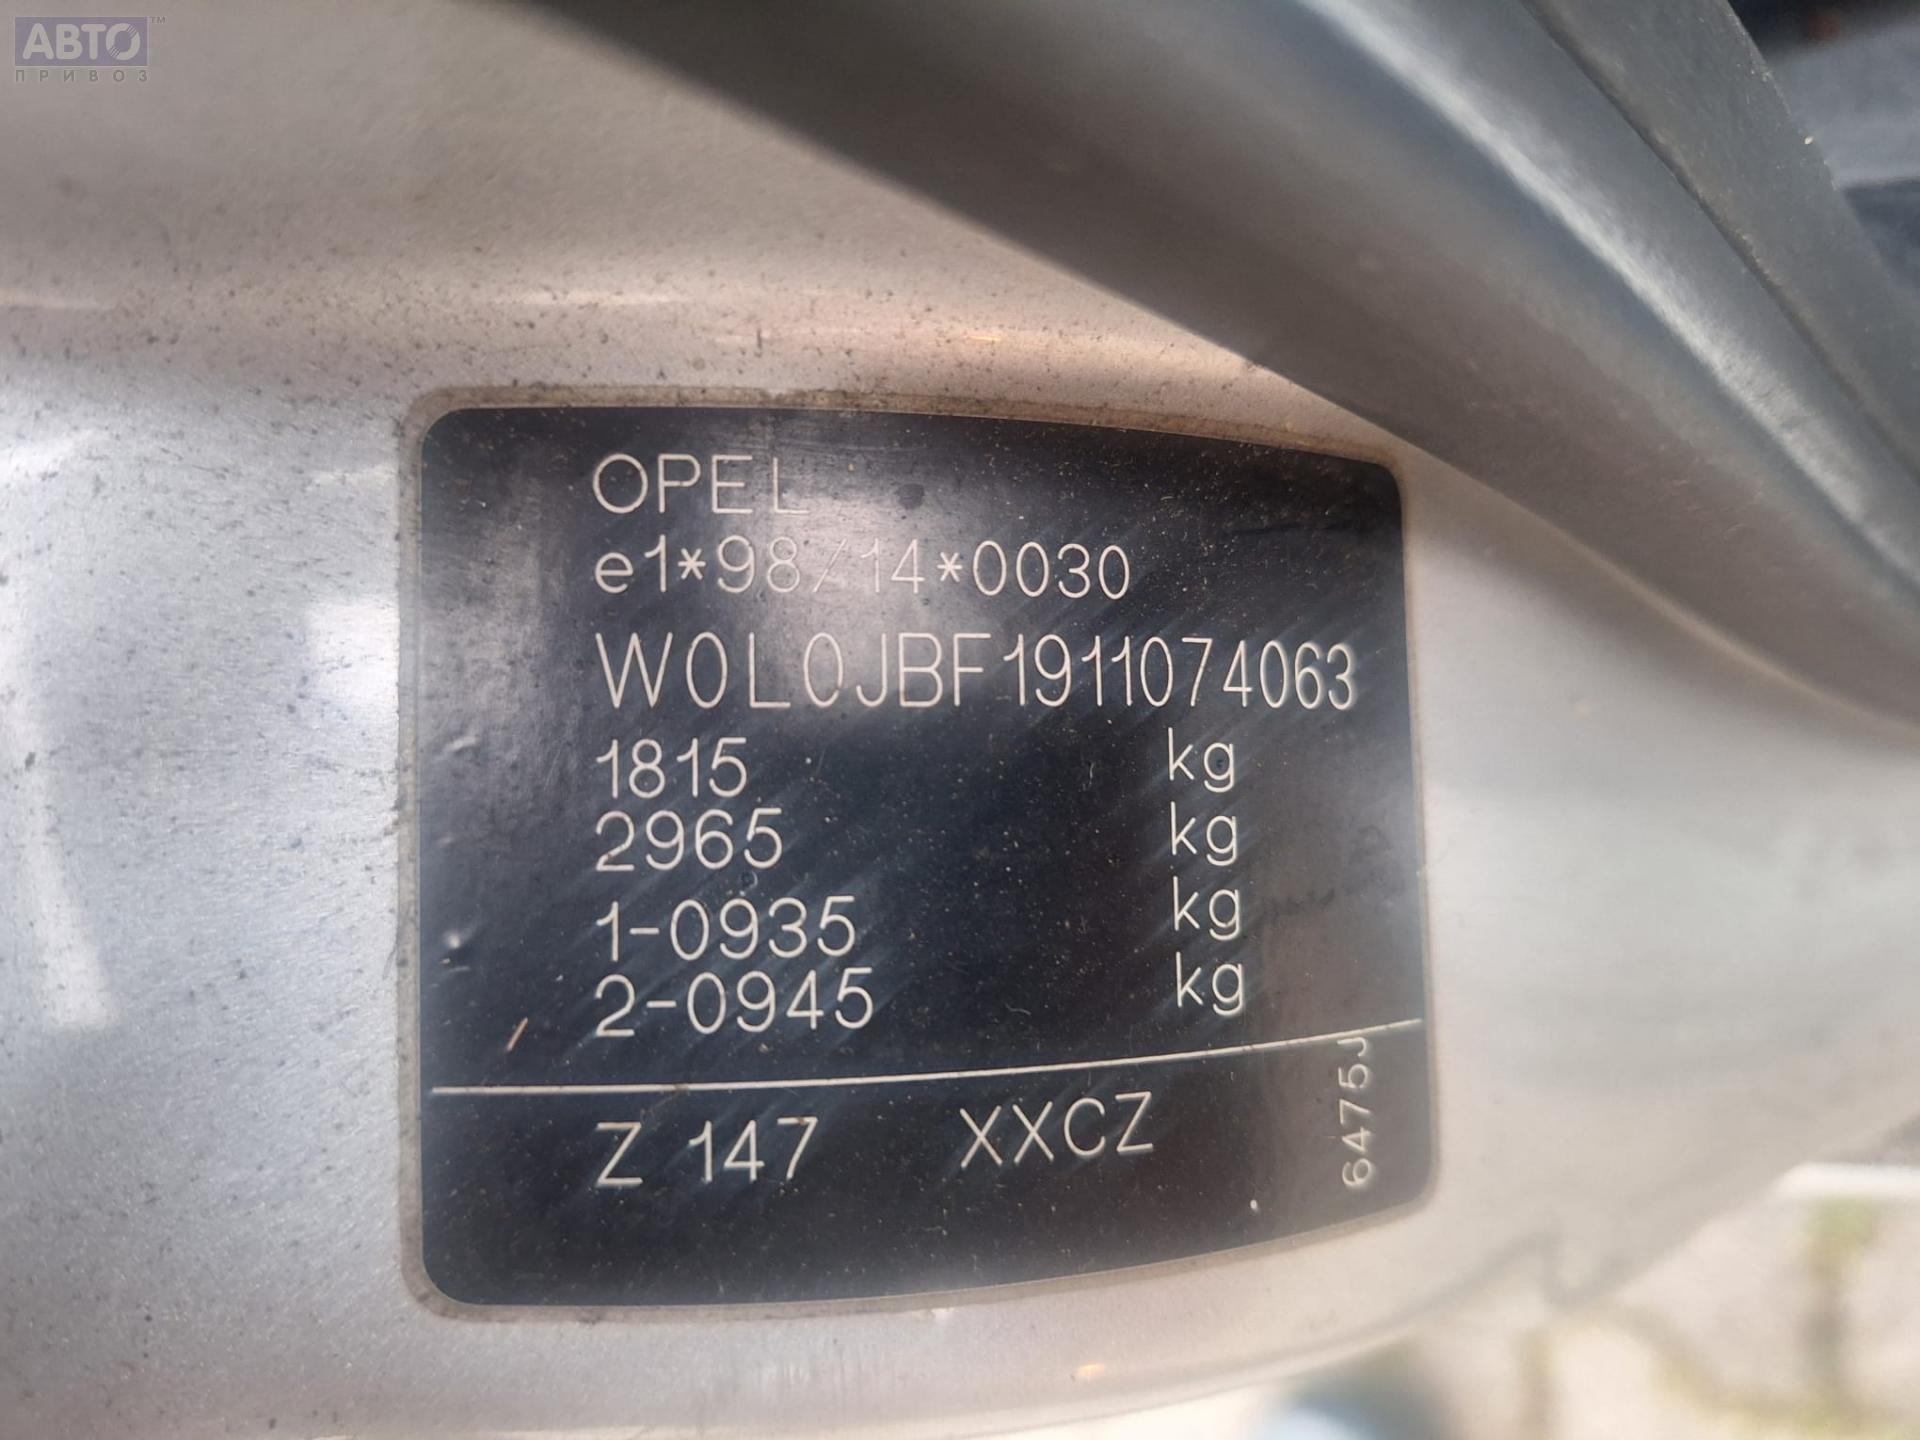 АВТО™
ПРИВОЗ
OPEL
e1*98/14*0030
W0L0JBF1911074063
1815 kg
2965 kg
1-0935 kg
2-0945 kg
Z 147 XXCZ
6475J